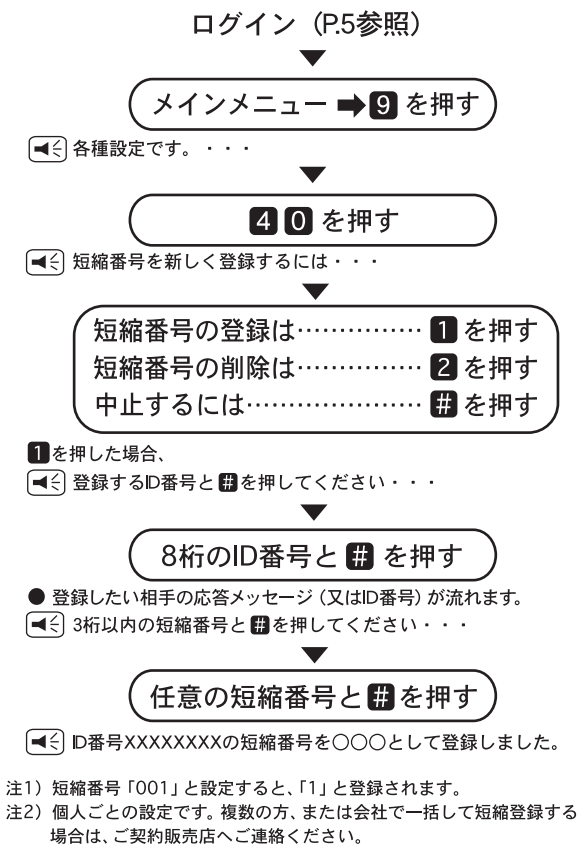 ログイン（P.5参照）
▼
メインメニュー ➡ 9 を押す
各種設定です。・・・
▼
4 0 を押す
短縮番号を新しく登録するには・・・
▼
短縮番号の登録は…………… 1 を押す
短縮番号の削除は…………… 2 を押す
中止するには………………… # を押す
1を押した場合、
登録するID番号と # を押してください・・・
▼
8桁のID番号と # を押す
● 登録したい相手の応答メッセージ（又はID番号）が流れます。
3桁以内の短縮番号と # を押してください・・・
▼
任意の短縮番号と # を押す
ID番号XXXXXXXXの短縮番号を○○○として登録しました。
注1）短縮番号「001」と設定すると、「1」と登録されます。
注2）個人ごとの設定です。複数の方、または会社で一括して短縮登録する
場合は、ご契約販売店へご連絡ください。